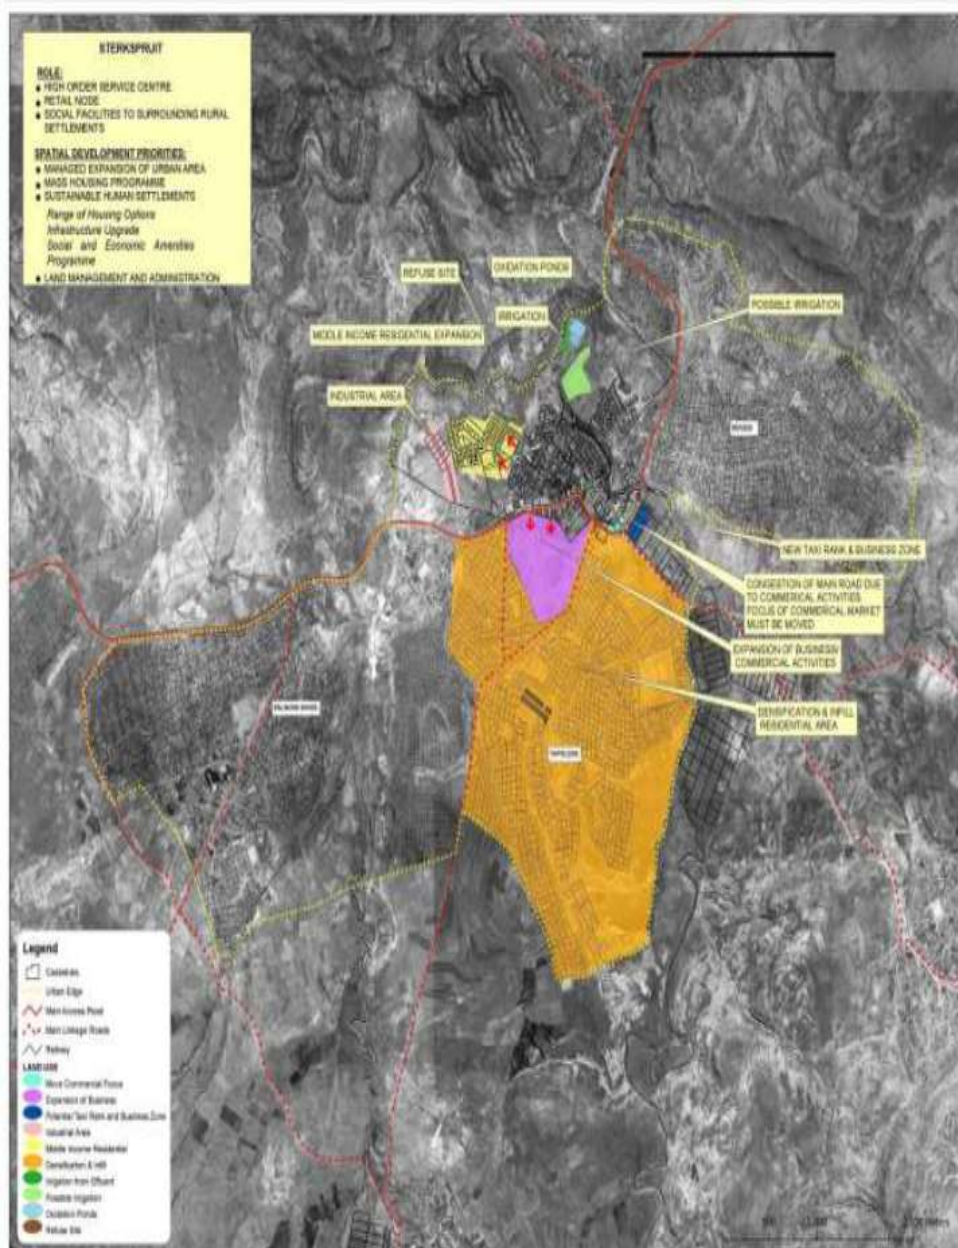 STERKSPRUIT
ROLE:
HIGH ORDER SERVICE CENTRE
RETAIL NODE
SOCIAL FACILITIES TO SURROUNDING RURAL
SETTLEMENTS
SPATIAL DEVELOPMENT PRIORITIES:
MANAGED EXPANSION OF URBAN AREA
MASS HOUSING PROGRAMME
SUSTAINABLE HUMAN SETTLEMENTS
Range of Housing Options
Infrastructure Upgrade
Social and Economic Amenities
Programme
LAND MANAGEMENT AND ADMINISTRATION
REFUSE SITE
OXIDATION PONDS
IRRIGATION
POSSIBLE IRRIGATION
MIDDLE INCOME RESIDENTIAL EXPANSION
INDUSTRIAL AREA
NEW TAXI RANK & BUSINESS ZONE
CONGESTION OF MAIN ROAD DUE
TO COMMERICAL ACTIVITIES
FOCUS OF COMMERICAL MARKET
MUST BE MOVED
EXPANSION OF BUSINESS/
COMMERCIAL ACTIVITIES
DENSIFICATION & INFILL
RESIDENTIAL AREA
Legend
Cadastrals
Urban Edge
Main Access Road
Main Linkage Roads
Railway
LAND USE
Move Commercial Focus
Expansion of Business
Potential Taxi Rank and Business Zone
Industrial Area
Middle Income Residential
Densification & Infill
Irrigation from Effluent
Possible Irrigation
Oxidation Ponds
Refuse Site
Meters